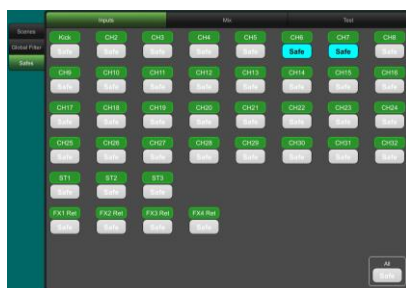 Inputs Mix Text
Scenes
Global Filter
Safes
Kick CH2 CH3 CH4 CH5 CH6 CH7 CH8
Safe Safe Safe Safe Safe Safe Safe Safe
CH9 CH10 CH11 CH12 CH13 CH14 CH15 CH16
Safe Safe Safe Safe Safe Safe Safe Safe
CH17 CH18 CH19 CH20 CH21 CH22 CH23 CH24
Safe Safe Safe Safe Safe Safe Safe Safe
CH25 CH26 CH27 CH28 CH29 CH30 CH31 CH32
Safe Safe Safe Safe Safe Safe Safe Safe
ST1 ST2 ST3
Safe Safe Safe
FX1 Ret FX2 Ret FX3 Ret FX4 Ret
Safe Safe Safe Safe
All
Safe